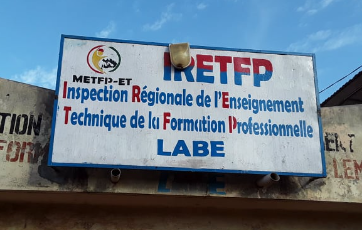 METFP-ET
IRETFP
Inspection Régionale de l'Enseignement
Technique de la Formation Professionnelle
LABE